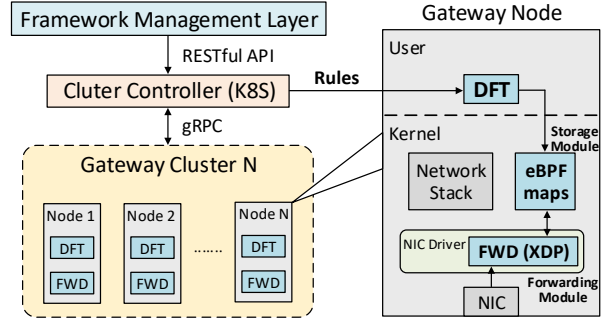 Framework Management Layer
RESTful API
Cluter Controller (K8S)
gRPC
Gateway Cluster N
Node 1
DFT
FWD
Node 2
DFT
FWD
.......
Node N
DFT
FWD
Rules
Gateway Node
User
DFT
Kernel
Storage
Module
Network
Stack
eBPF
maps
NIC Driver
FWD (XDP)
Forwarding
Module
NIC